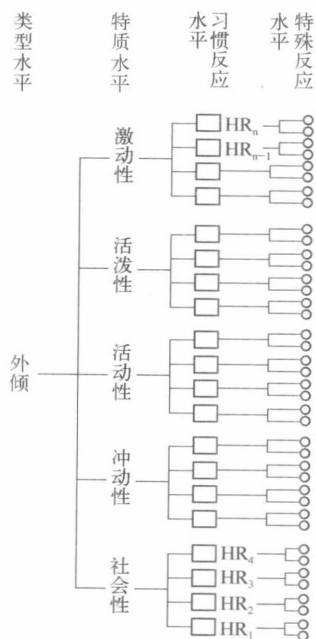 类型水平
特质水平
习惯反应水平
特殊反应水平
激动性
HRₙ
HRₙ₋₁
活泼性
外倾
活动性
冲动性
社会性
HR₄
HR₃
HR₂
HR₁